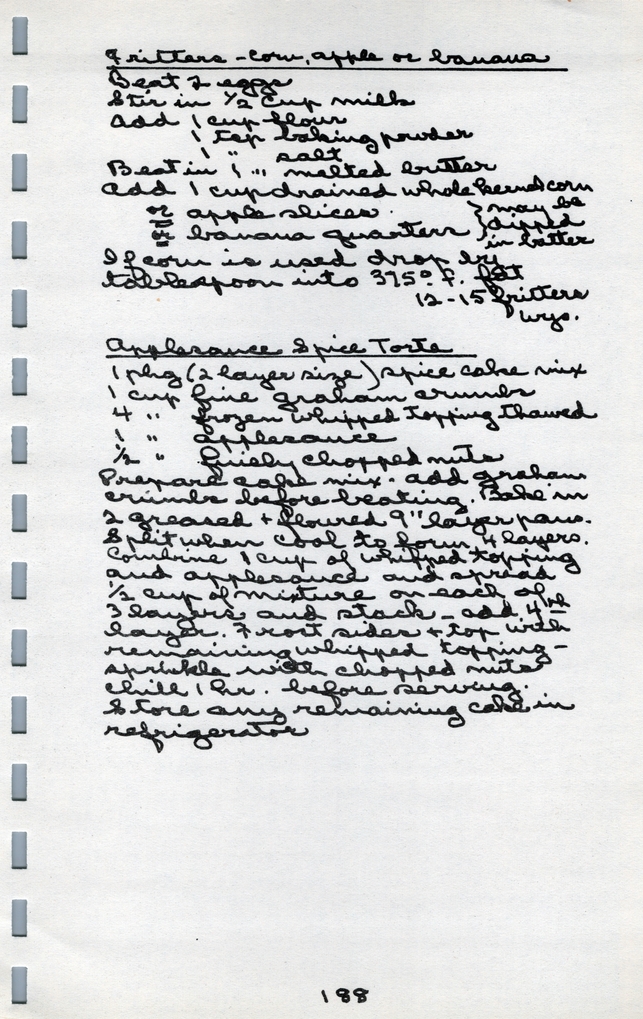 Fritters - corn, apple or banana
Beat 2 eggs
Stir in 1/2 cup milk
Add 1 cup flour
1 tsp baking powder
1 " salt
Beat in 1 " melted butter
Add 1 cup drained whole kernel corn
or apple slices } may be
or banana quarters } dipped
in batter
If corn is used drop by
tablespoon into 375° F. fat
12-15 fritters
Wys.
Applesauce Spice Torte
1 pkg (2 layer size) spice cake mix
1 cup fine graham crumbs
4 " frozen whipped topping thawed
1 " applesauce
1/2 " finely chopped nuts
Prepare cake mix. add graham
crumbs before beating. Bake in
2 greased + floured 9" layer pans.
Split when cool to form 4 layers.
Combine 1 cup of whipped topping
and applesauce and spread
1/2 cup of mixture on each of
3 layers and stack - add 4th
layer. Frost sides + top with
remaining whipped topping -
sprinkle with chopped nuts
chill 1 hr. before serving.
Store any remaining cake in
refrigerator
188